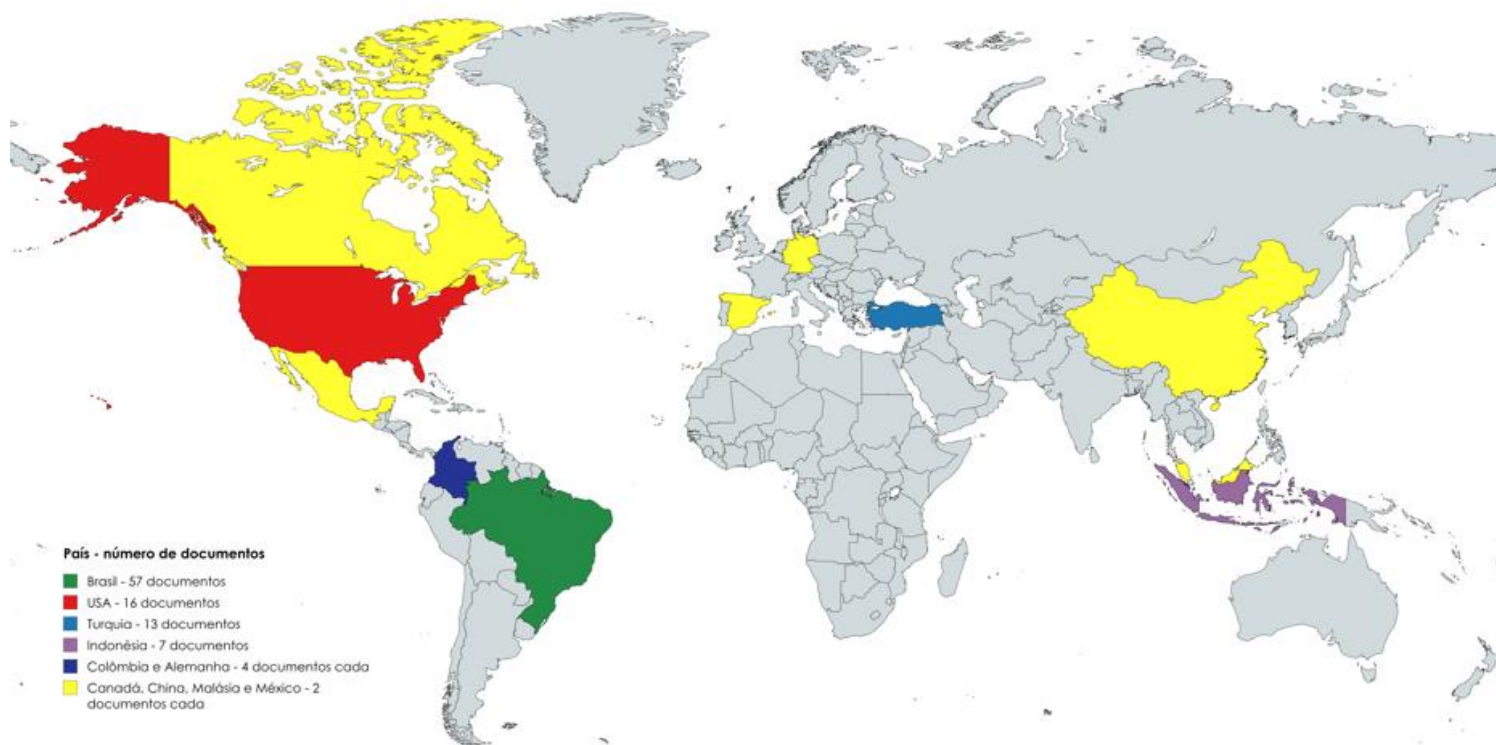 País - número de documentos
Brasil - 57 documentos
USA - 16 documentos
Turquia - 13 documentos
Indonésia - 7 documentos
Colômbia e Alemanha - 4 documentos cada
Canadá, China, Malásia e México - 2
documentos cada